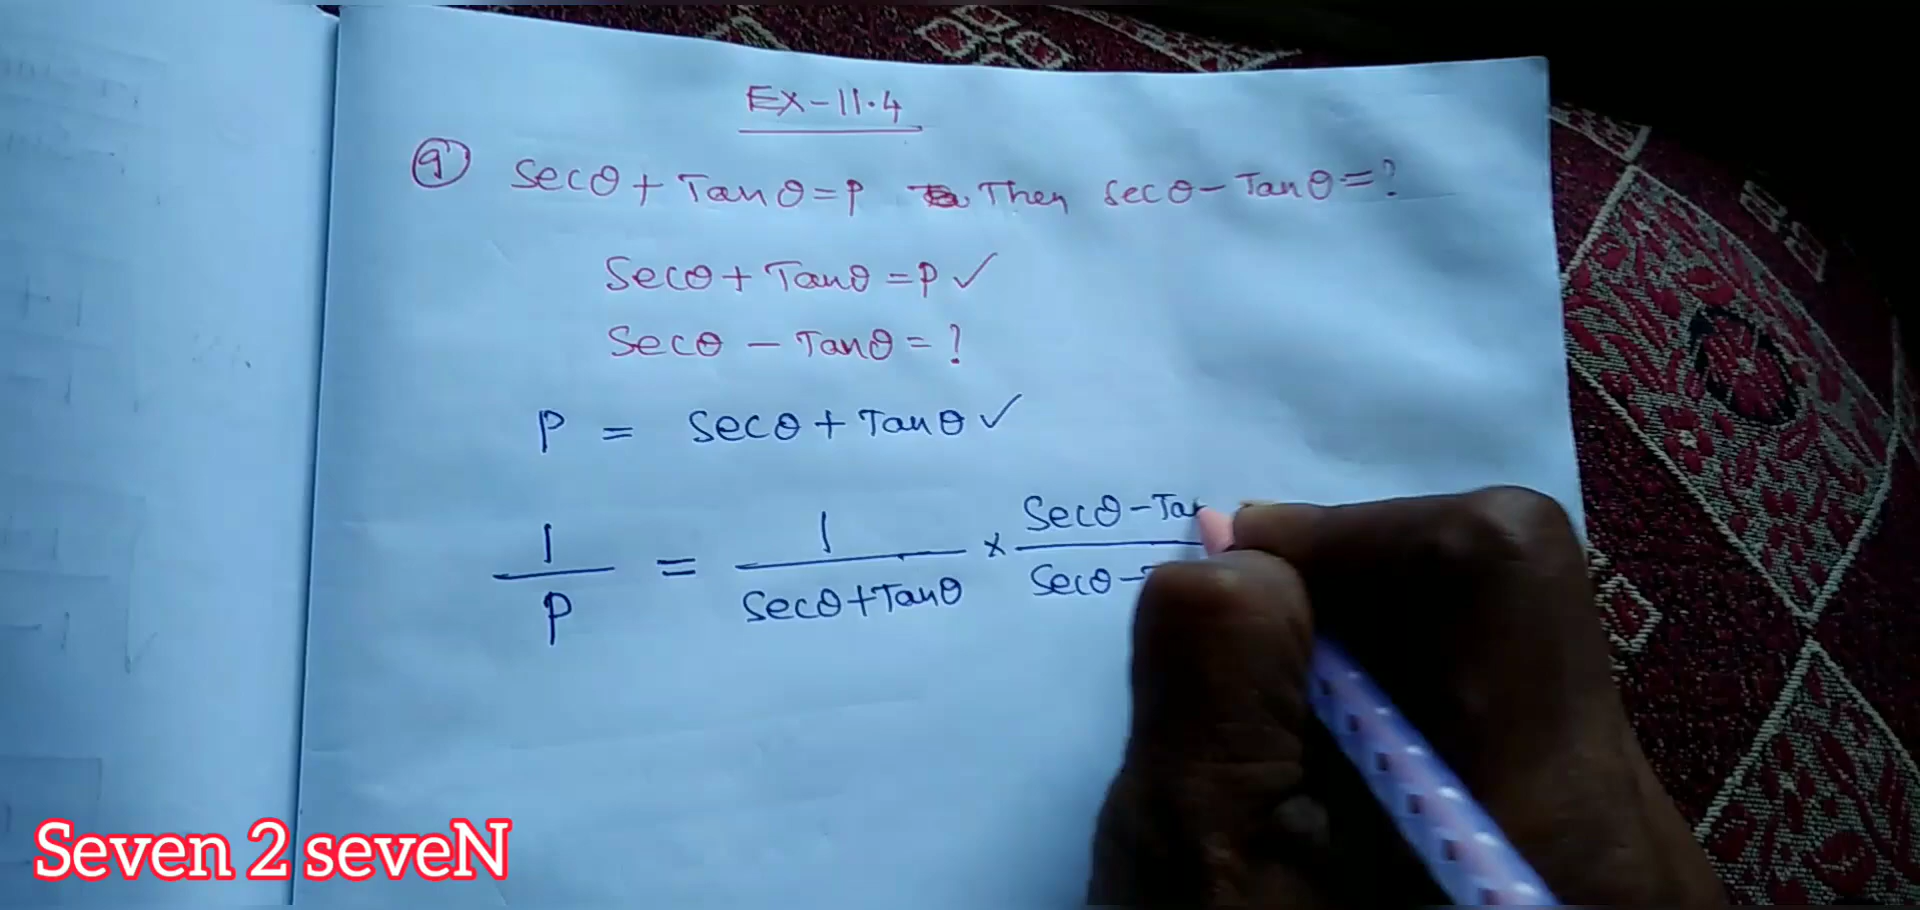 Ex-11.4
9) Secθ + Tanθ = P Then Secθ - Tanθ = ?
Secθ + Tanθ = P ✓
Secθ - Tanθ = ?
P = Secθ + Tanθ ✓
1/P = 1/(Secθ+Tanθ) × (Secθ-Tan)/(Secθ-
Seven 2 seveN